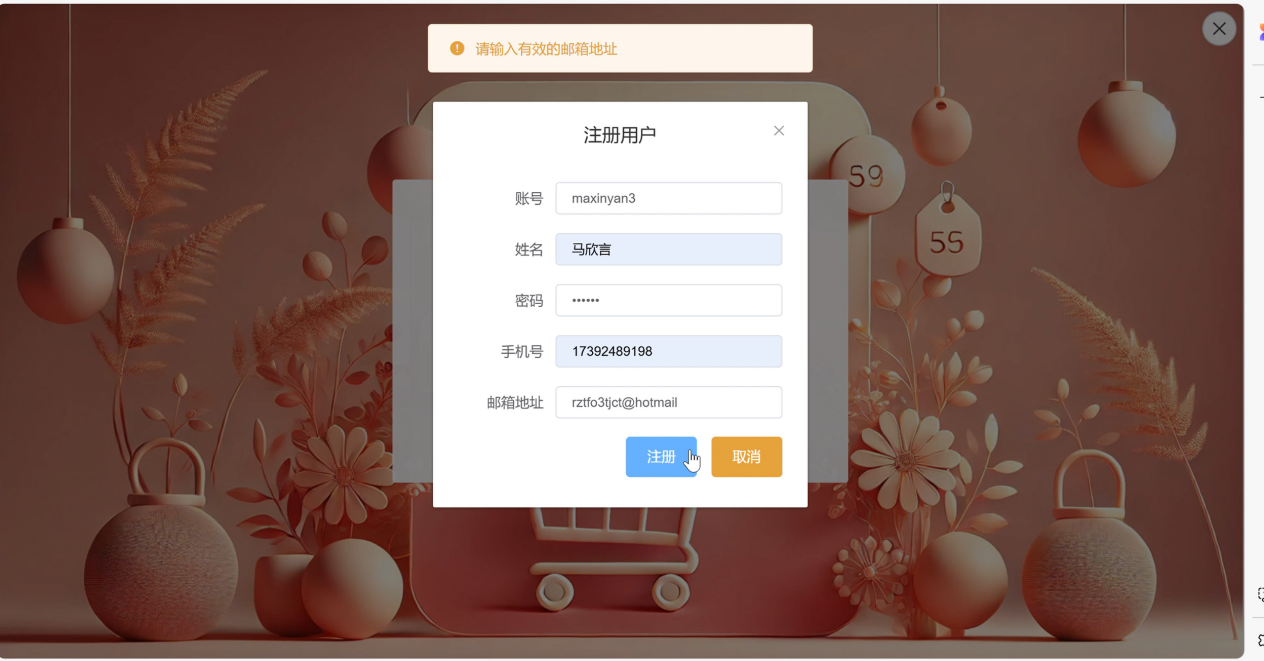 请输入有效的邮箱地址
注册用户
59
55
账号 maxinyan3
姓名 马欣言
密码 ••••••
手机号 17392489198
邮箱地址 rztfo3tjct@hotmail
注册 取消